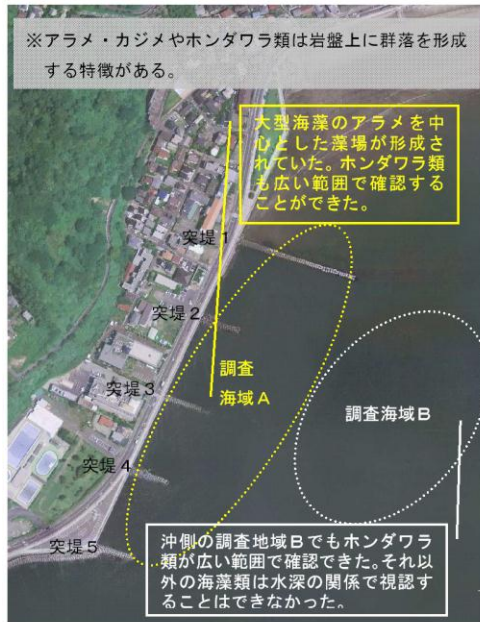 ※アラメ・カジメやホンダワラ類は岩盤上に群落を形成
する特徴がある。
大型海藻のアラメを中
心とした藻場が形成さ
れていた。ホンダワラ類
も広い範囲で確認する
ことができた。
突堤１
突堤２
調査
海域Ａ
突堤３
調査海域Ｂ
突堤４
突堤５
沖側の調査地域Ｂでもホンダワラ
類が広い範囲で確認できた。それ以
外の海藻類は水深の関係で視認す
ることはできなかった。